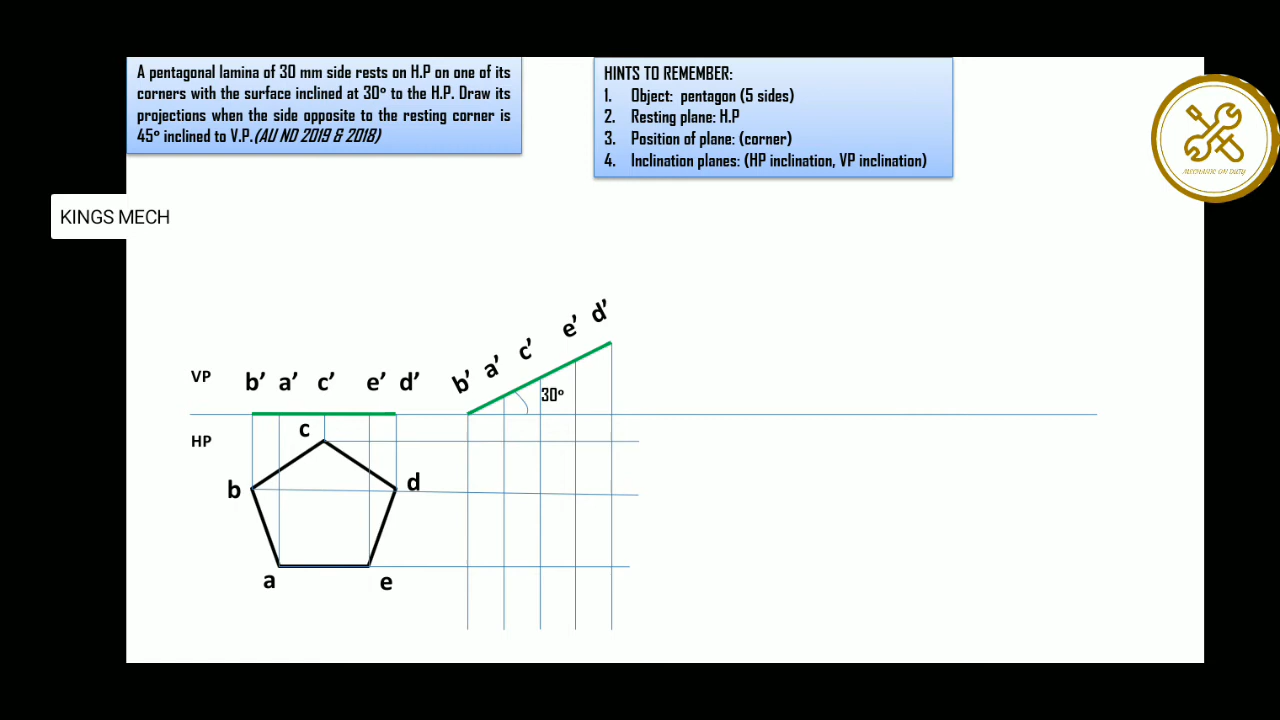 A pentagonal lamina of 30 mm side rests on H.P on one of its
corners with the surface inclined at 30° to the H.P. Draw its
projections when the side opposite to the resting corner is
45° inclined to V.P.(AU ND 2019 & 2018)
HINTS TO REMEMBER:
1. Object: pentagon (5 sides)
2. Resting plane: H.P
3. Position of plane: (corner)
4. Inclination planes: (HP inclination, VP inclination)
MECHANIC ON DUTY
KINGS MECH
VP
b’ a’ c’ e’ d’
b’ a’ c’ e’ d’
30°
HP
c
b
d
a
e